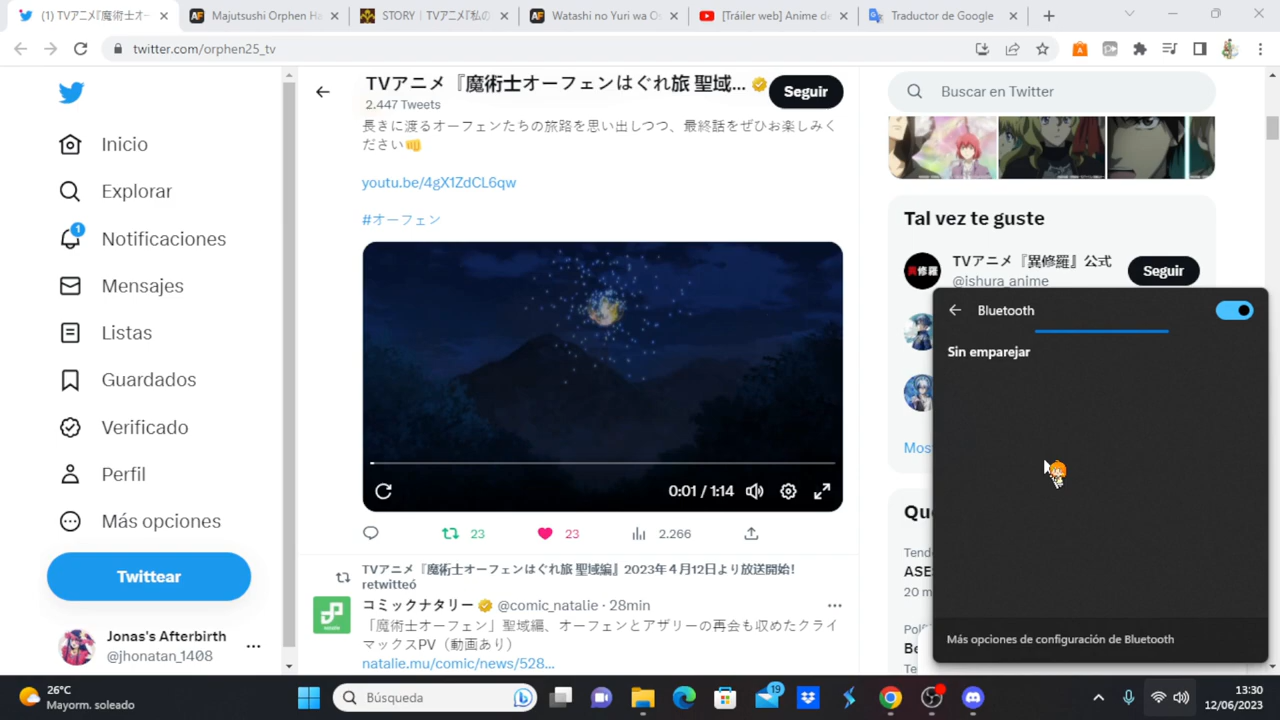 (1) TVアニメ『魔術士オー
Majutsushi Orphen Ha
STORY | TVアニメ『私の
Watashi no Yuri wa O
[Tráiler web] Anime de
Traductor de Google
twitter.com/orphen25_tv
TVアニメ『魔術士オーフェンはぐれ旅 聖域...
2.447 Tweets
Seguir
Buscar en Twitter
長きに渡るオーフェンたちの旅路を思い出しつつ、最終話をぜひお楽しみく
ださい👊
youtu.be/4gX1ZdCL6qw
#オーフェン
Inicio
Explorar
1
Notificaciones
Mensajes
Listas
Guardados
Verificado
Perfil
Más opciones
Twittear
Jonas's Afterbirth
@jhonatan_1408
0:01 / 1:14
23
23
2.266
TVアニメ『魔術士オーフェンはぐれ旅 聖域編』2023年４月12日より放送開始！
retwitteó
コミックナタリー @comic_natalie · 28min
「魔術士オーフェン」聖域編、オーフェンとアザリーの再会も収めたクライ
マックスPV（動画あり）
natalie.mu/comic/news/528...
Tal vez te guste
異修羅
TVアニメ『異修羅』公式
@ishura_anime
Seguir
Mos
Qu
Tend
ASE
20 m
Polí
Be
Te
Bluetooth
Sin emparejar
Más opciones de configuración de Bluetooth
26°C
Mayorm. soleado
Búsqueda
19
13:30
12/06/2023